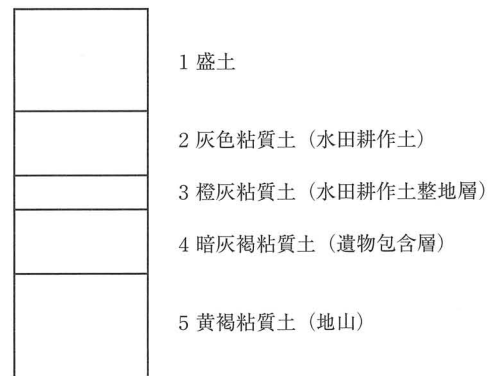 1 盛土
2 灰色粘質土（水田耕作土）
3 橙灰粘質土（水田耕作土整地層）
4 暗灰褐粘質土（遺物包含層）
5 黄褐粘質土（地山）